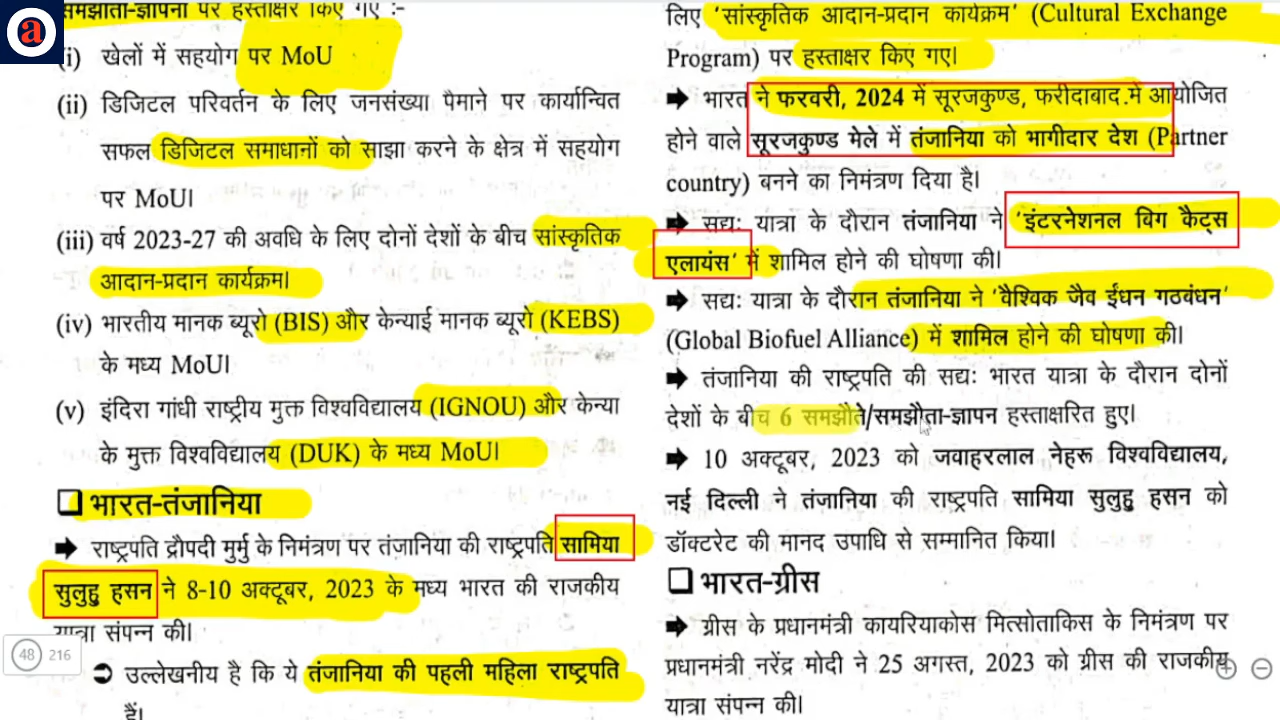 a
समझौता-ज्ञापनों पर हस्ताक्षर किए गए :-
(i) खेलों में सहयोग पर MoU
(ii) डिजिटल परिवर्तन के लिए जनसंख्या पैमाने पर कार्यान्वित
सफल डिजिटल समाधानों को साझा करने के क्षेत्र में सहयोग
पर MoU।
(iii) वर्ष 2023-27 की अवधि के लिए दोनों देशों के बीच सांस्कृतिक
आदान-प्रदान कार्यक्रम।
(iv) भारतीय मानक ब्यूरो (BIS) और केन्याई मानक ब्यूरो (KEBS)
के मध्य MoU।
(v) इंदिरा गांधी राष्ट्रीय मुक्त विश्वविद्यालय (IGNOU) और केन्या
के मुक्त विश्वविद्यालय (DUK) के मध्य MoU।
❑ भारत-तंजानिया
➡ राष्ट्रपति द्रौपदी मुर्मु के निमंत्रण पर तंजानिया की राष्ट्रपति सामिया
सुलुहु हसन ने 8-10 अक्टूबर, 2023 के मध्य भारत की राजकीय
यात्रा संपन्न की।
➲ उल्लेखनीय है कि ये तंजानिया की पहली महिला राष्ट्रपति
हैं।
48 216
लिए 'सांस्कृतिक आदान-प्रदान कार्यक्रम' (Cultural Exchange
Program) पर हस्ताक्षर किए गए।
➡ भारत ने फरवरी, 2024 में सूरजकुण्ड, फरीदाबाद में आयोजित
होने वाले सूरजकुण्ड मेले में तंजानिया को भागीदार देश (Partner
country) बनने का निमंत्रण दिया है।
➡ सद्यः यात्रा के दौरान तंजानिया ने 'इंटरनेशनल बिग कैट्स
एलायंस' में शामिल होने की घोषणा की।
➡ सद्यः यात्रा के दौरान तंजानिया ने 'वैश्विक जैव ईंधन गठबंधन'
(Global Biofuel Alliance) में शामिल होने की घोषणा की।
➡ तंजानिया की राष्ट्रपति की सद्यः भारत यात्रा के दौरान दोनों
देशों के बीच 6 समझौते/समझौता-ज्ञापन हस्ताक्षरित हुए।
➡ 10 अक्टूबर, 2023 को जवाहरलाल नेहरू विश्वविद्यालय,
नई दिल्ली ने तंजानिया की राष्ट्रपति सामिया सुलुहु हसन को
डॉक्टरेट की मानद उपाधि से सम्मानित किया।
❑ भारत-ग्रीस
➡ ग्रीस के प्रधानमंत्री कायरियाकोस मित्सोताकिस के निमंत्रण पर
प्रधानमंत्री नरेंद्र मोदी ने 25 अगस्त, 2023 को ग्रीस की राजकीय
यात्रा संपन्न की।